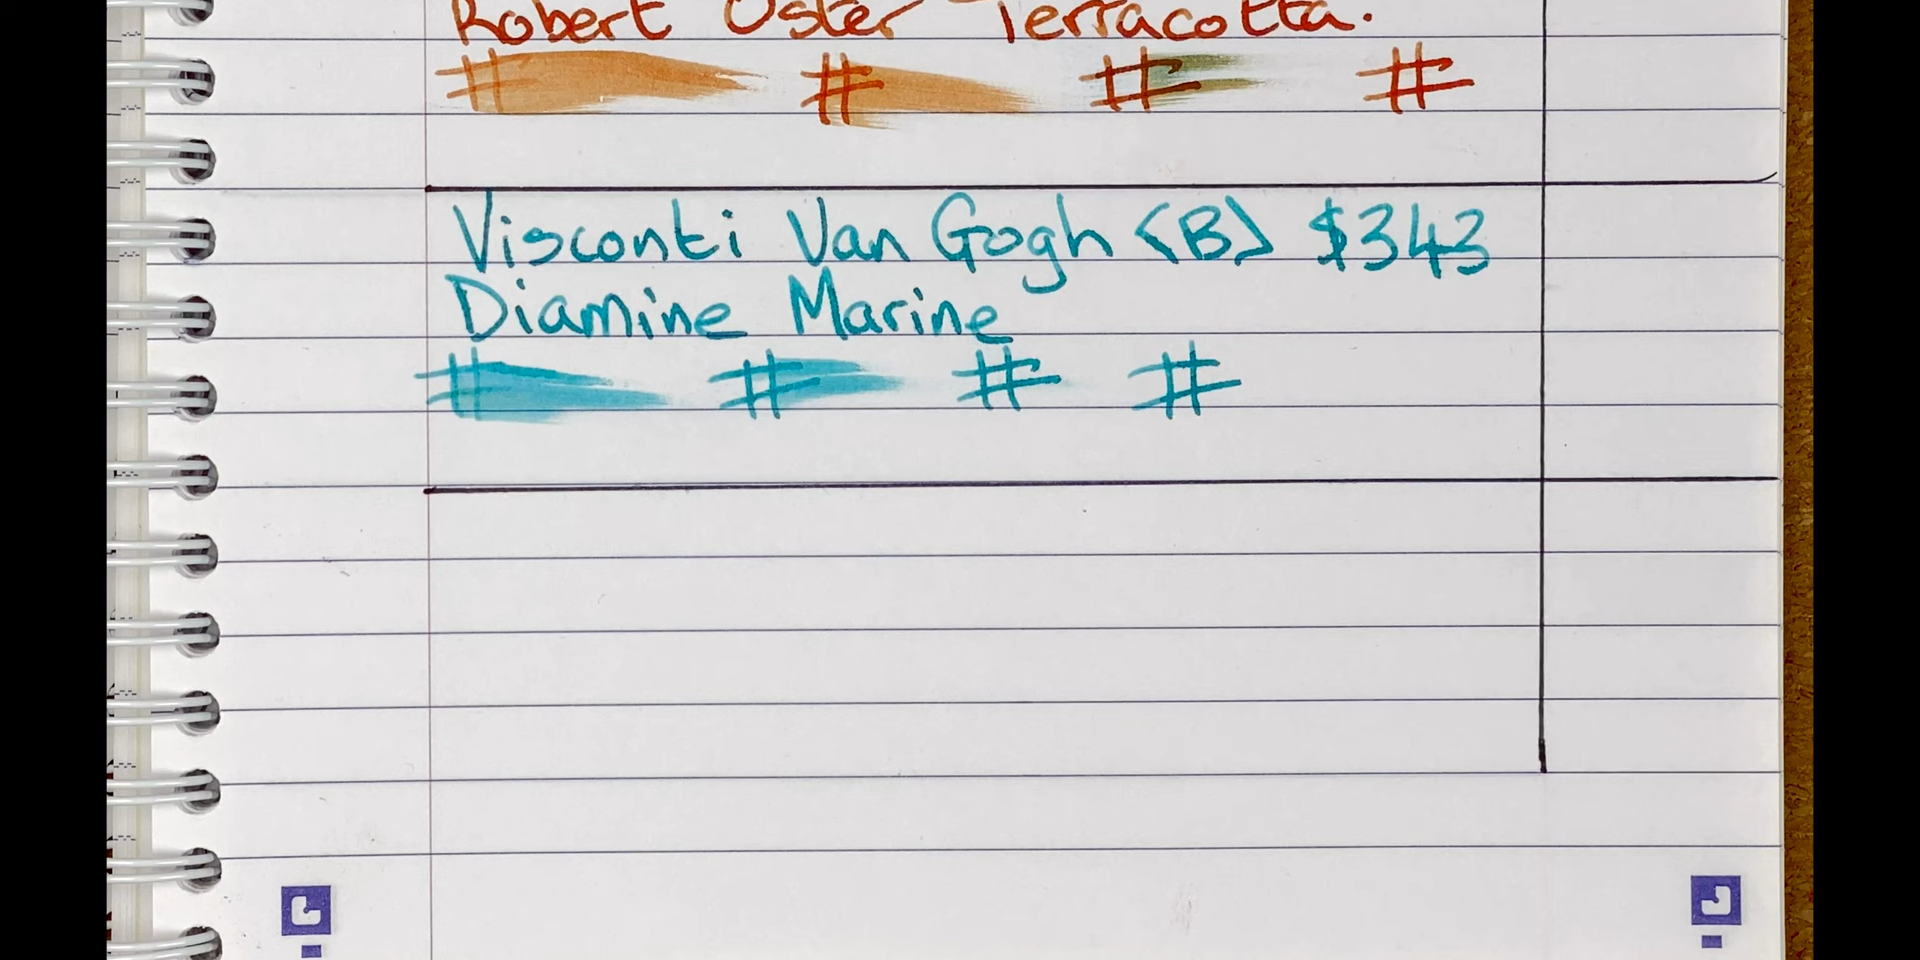 Robert Oster Terracotta.
# # # #
Visconti Van Gogh <B> $343
Diamine Marine
# # # #